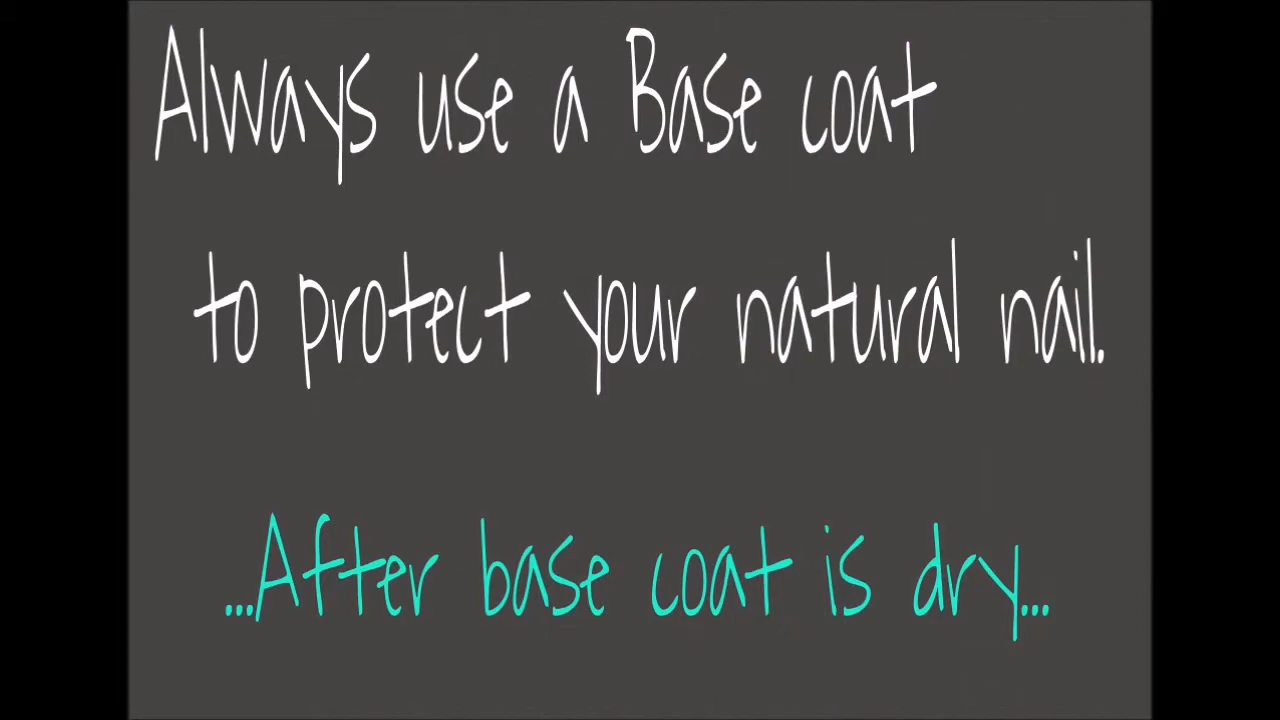 Always use a Base coat
to protect your natural nail.
...After base coat is dry...